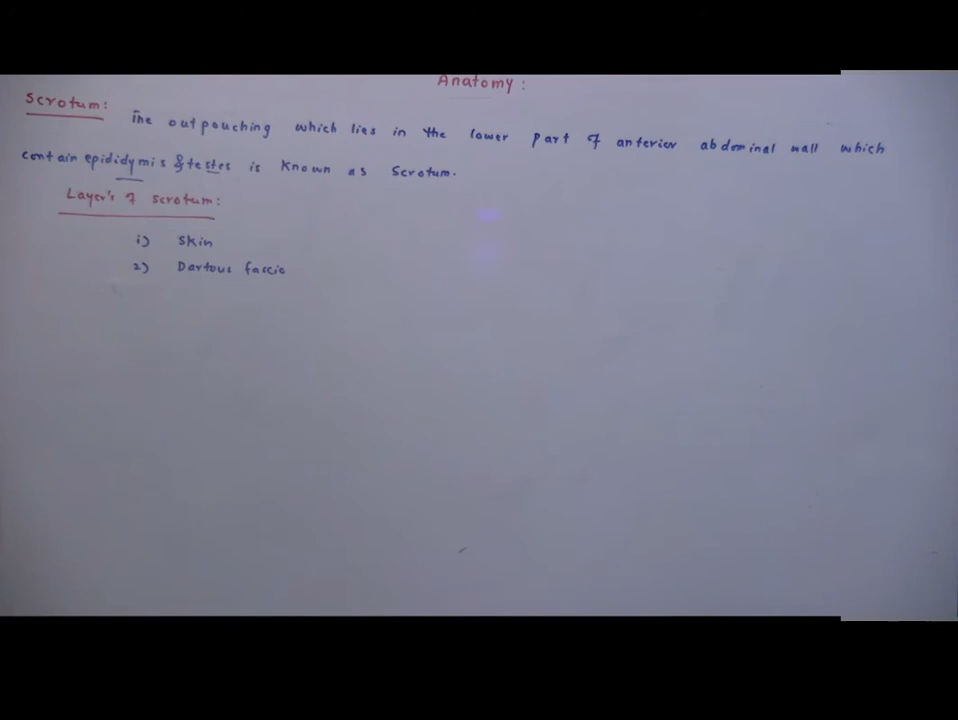 Anatomy:
Scrotum:
The outpouching which lies in the lower part of anterior abdominal wall which
contain epididymis & testes is known as Scrotum.
Layer's of scrotum:
i) Skin
2) Dartous fascia